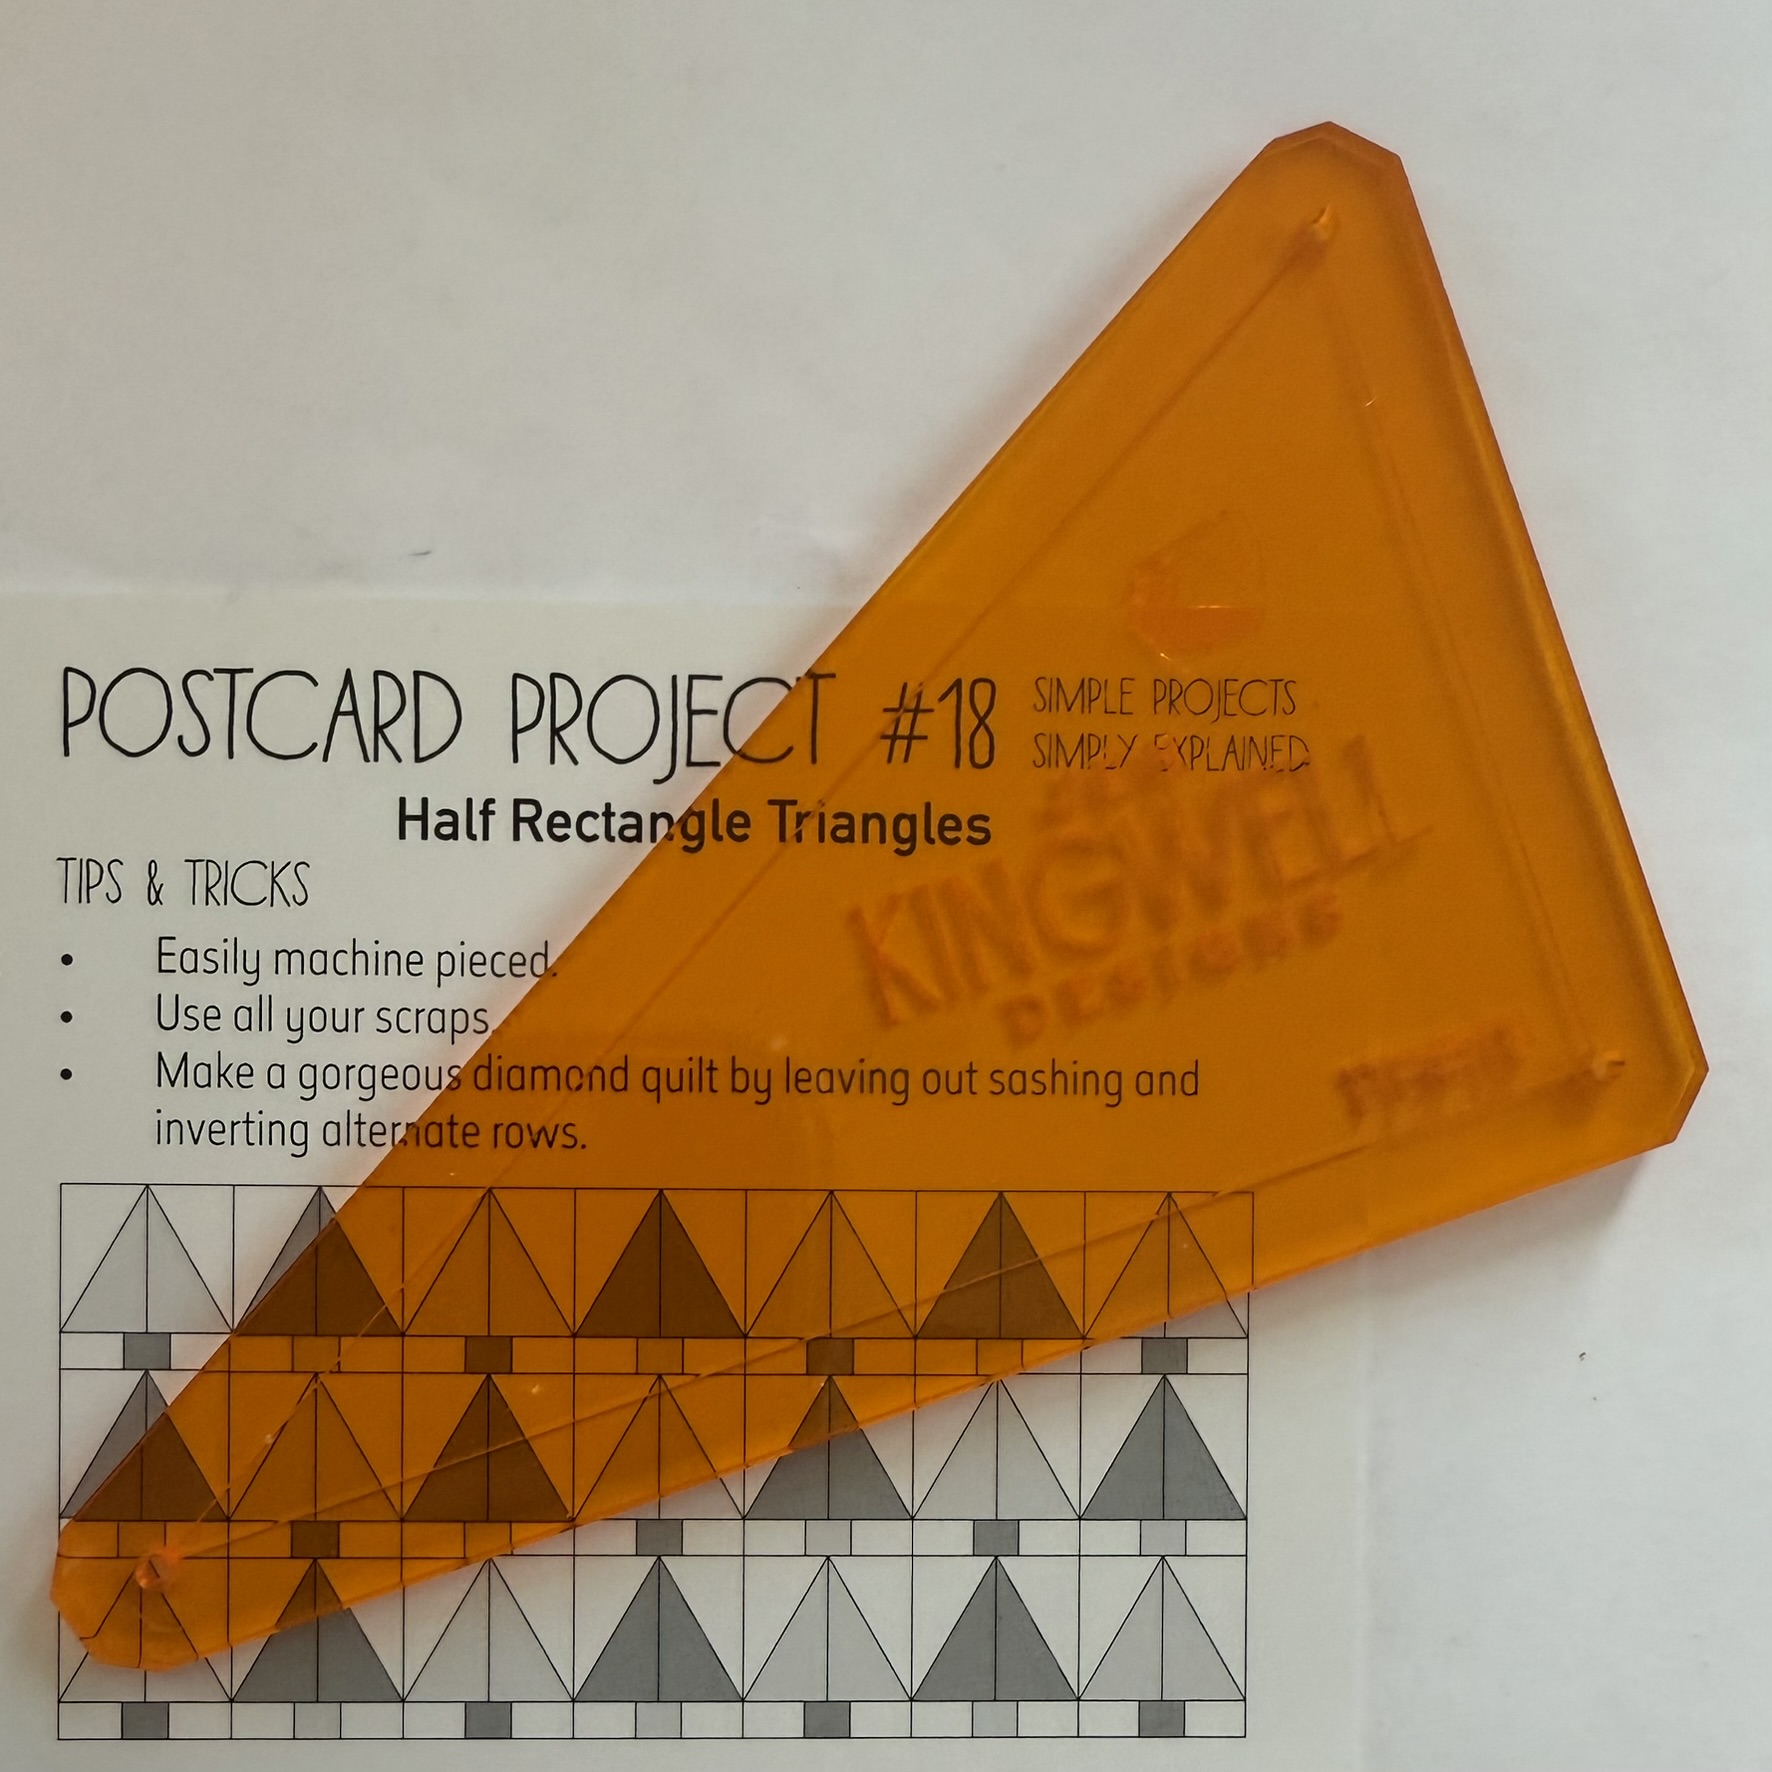 POSTCARD PROJECT #18
SIMPLE PROJECTS
SIMPLY EXPLAINED
Half Rectangle Triangles
KINGWELL
DESIGNS
TIPS & TRICKS
• Easily machine pieced.
• Use all your scraps.
• Make a gorgeous diamond quilt by leaving out sashing and
inverting alternate rows.